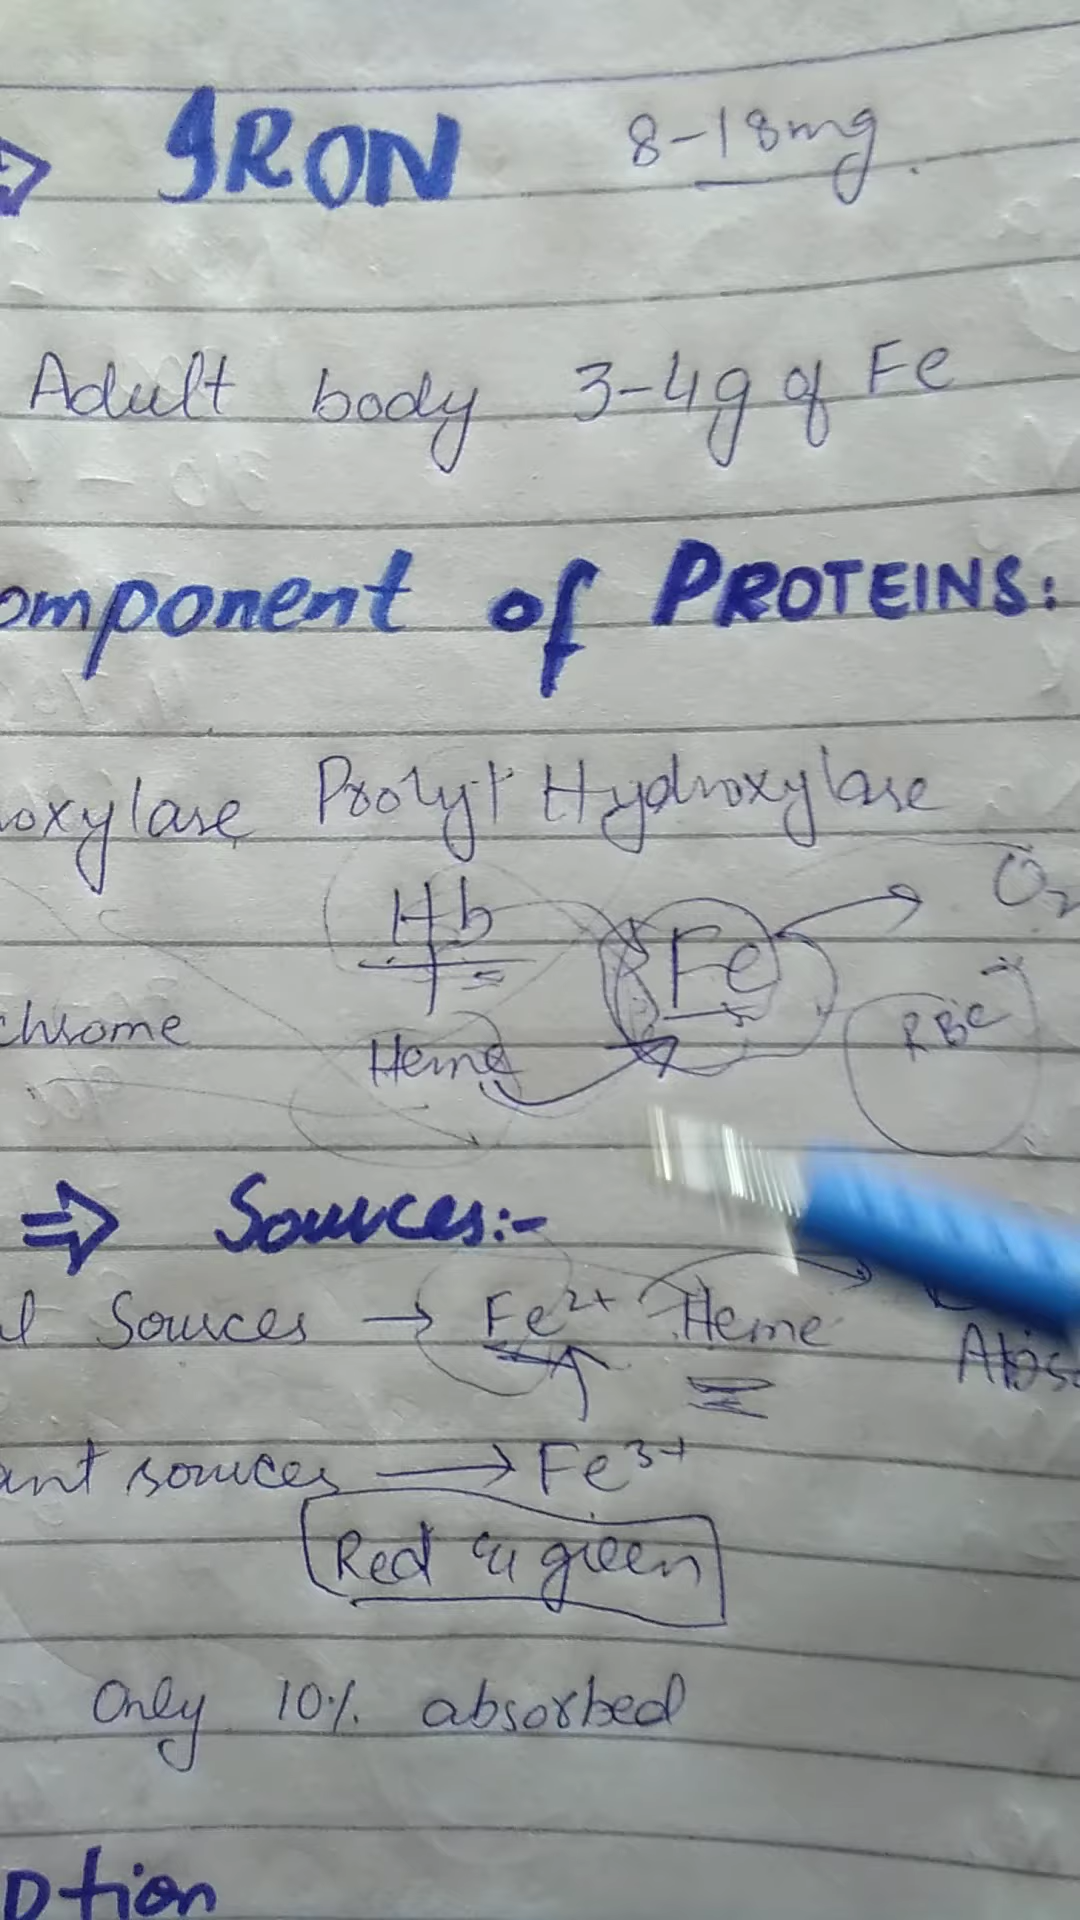 IRON 8-18mg.
Adult body 3-4g of Fe
omponent of PROTEINS:
oxylase Prolyl Hydroxylase
Hb Fe O2
chrome Heme RBC
⇒ Sources:-
l Sources → Fe2+ Heme
Abso
ant sources → Fe3+
Red & green
Only 10% absorbed
ption